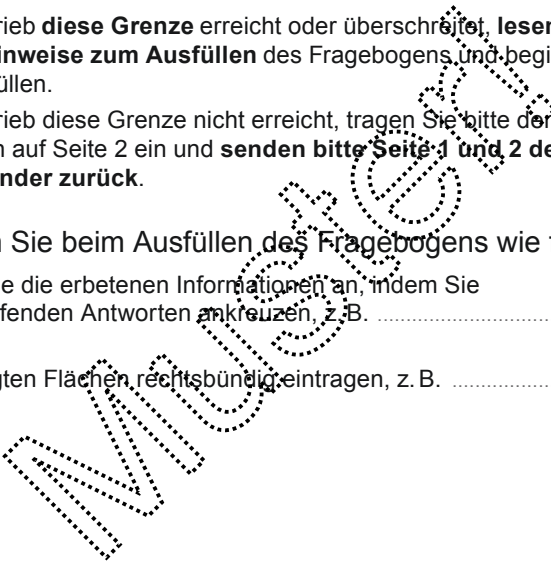 rieb diese Grenze erreicht oder überschreitet, lesen
inweise zum Ausfüllen des Fragebogens und begi
üllen.
rieb diese Grenze nicht erreicht, tragen Sie bitte den
n auf Seite 2 ein und senden bitte Seite 1 und 2 de
nder zurück.
n Sie beim Ausfüllen des Fragebogens wie f
e die erbetenen Informationen an, indem Sie
ffenden Antworten ankreuzen, z. B. ..............................
gten Flächen rechtsbündig eintragen, z. B. .................
Muster!